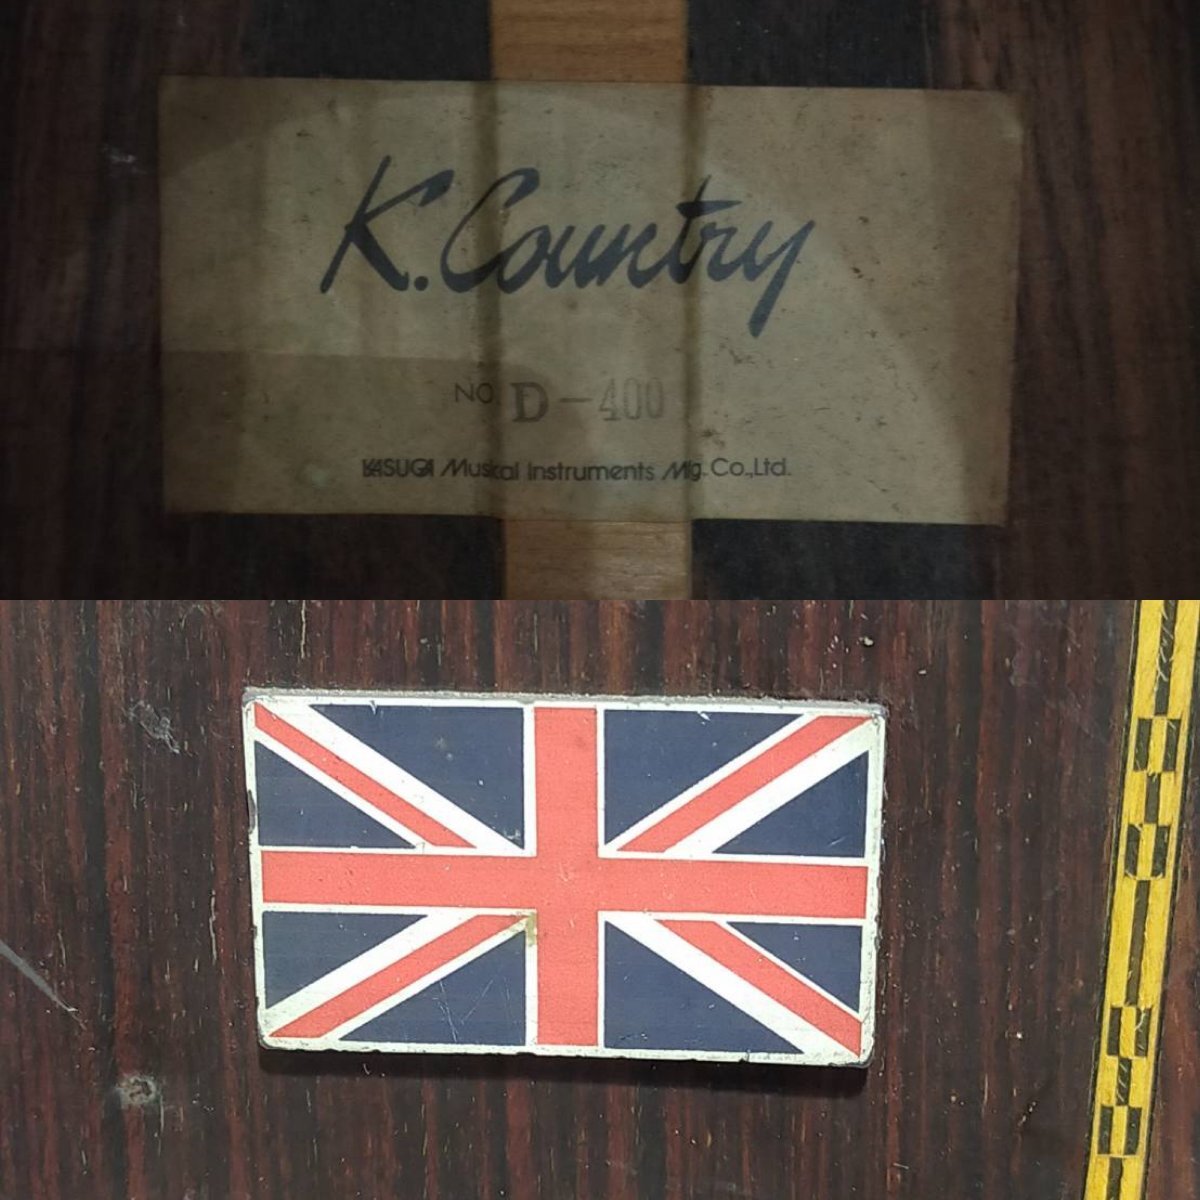 K. Country
NO D-400
KASUGA Musical Instruments Mfg. Co., Ltd.